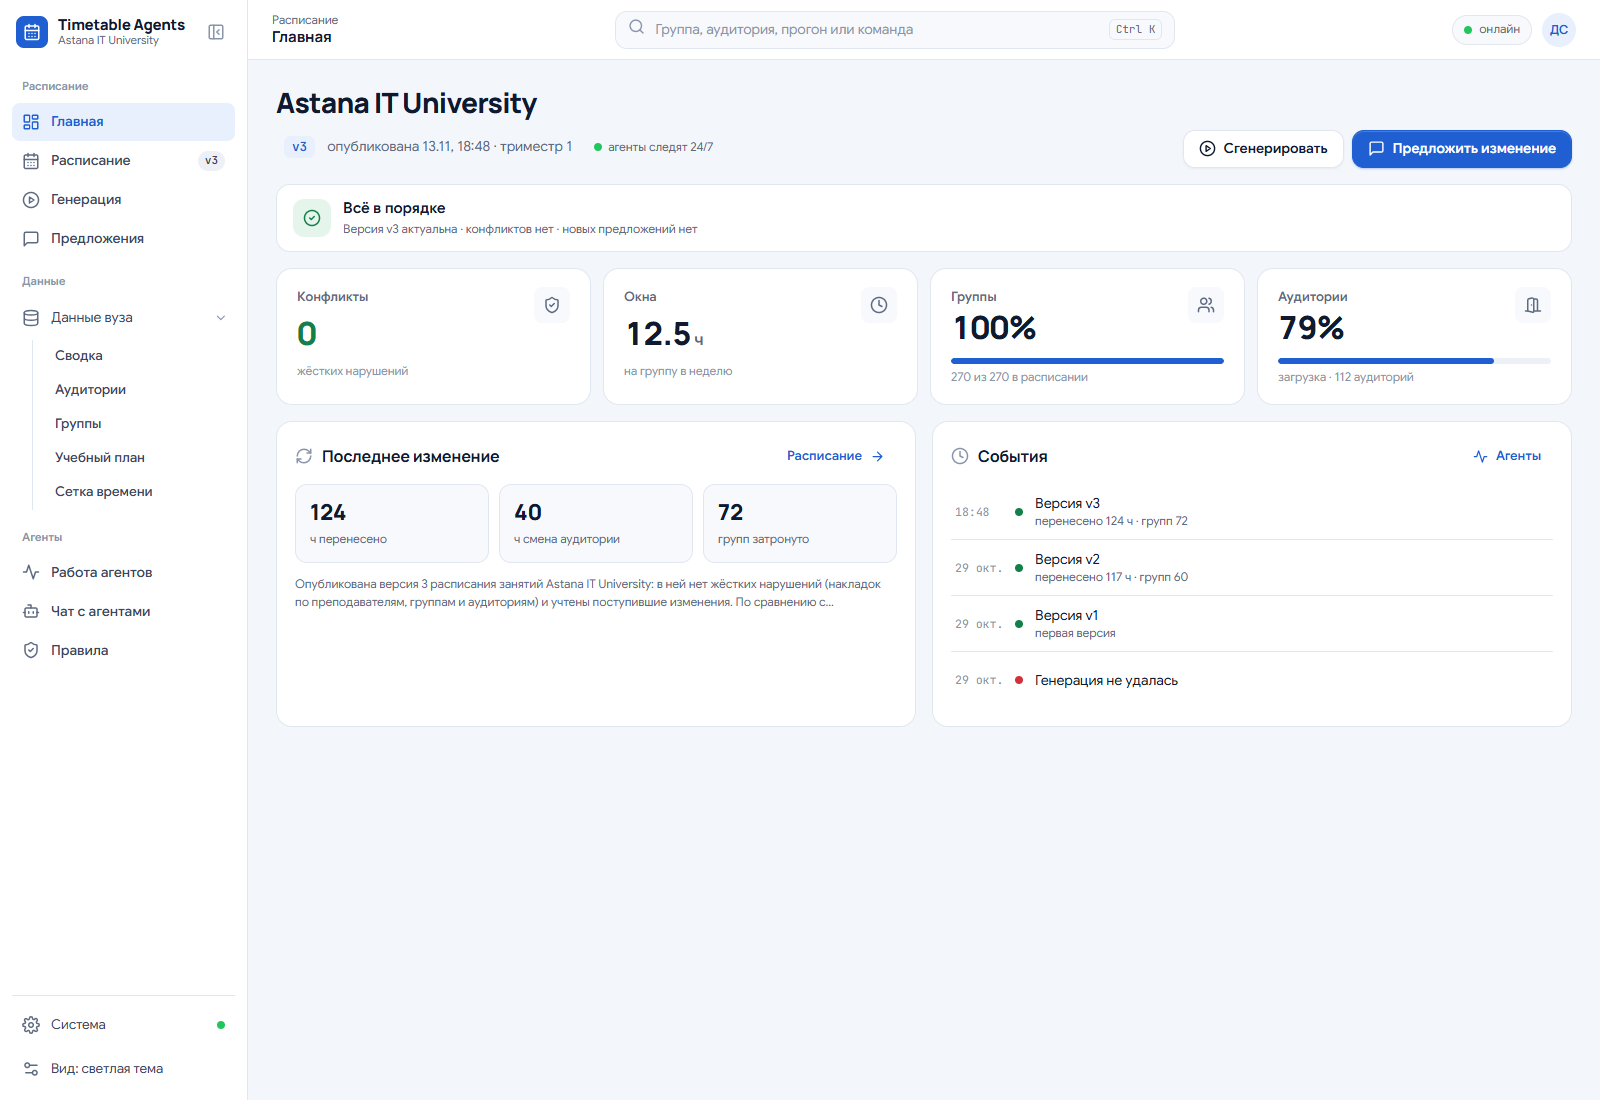 Timetable Agents
Astana IT University
Расписание
Главная
Расписание
v3
Генерация
Предложения
Данные
Данные вуза
Сводка
Аудитории
Группы
Учебный план
Сетка времени
Агенты
Работа агентов
Чат с агентами
Правила
Система
Вид: светлая тема
Расписание
Главная
Группа, аудитория, прогон или команда
Ctrl K
онлайн
ДС
Astana IT University
v3 опубликована 13.11, 18:48 · триместр 1 агенты следят 24/7
Сгенерировать
Предложить изменение
Всё в порядке
Версия v3 актуальна · конфликтов нет · новых предложений нет
Конфликты
0
жёстких нарушений
Окна
12.5 ч
на группу в неделю
Группы
100%
270 из 270 в расписании
Аудитории
79%
загрузка · 112 аудиторий
Последнее изменение
Расписание
124
ч перенесено
40
ч смена аудитории
72
групп затронуто
Опубликована версия 3 расписания занятий Astana IT University: в ней нет жёстких нарушений (накладок
по преподавателям, группам и аудиториям) и учтены поступившие изменения. По сравнению с...
События
Агенты
18:48
Версия v3
перенесено 124 ч · групп 72
29 окт.
Версия v2
перенесено 117 ч · групп 60
29 окт.
Версия v1
первая версия
29 окт.
Генерация не удалась